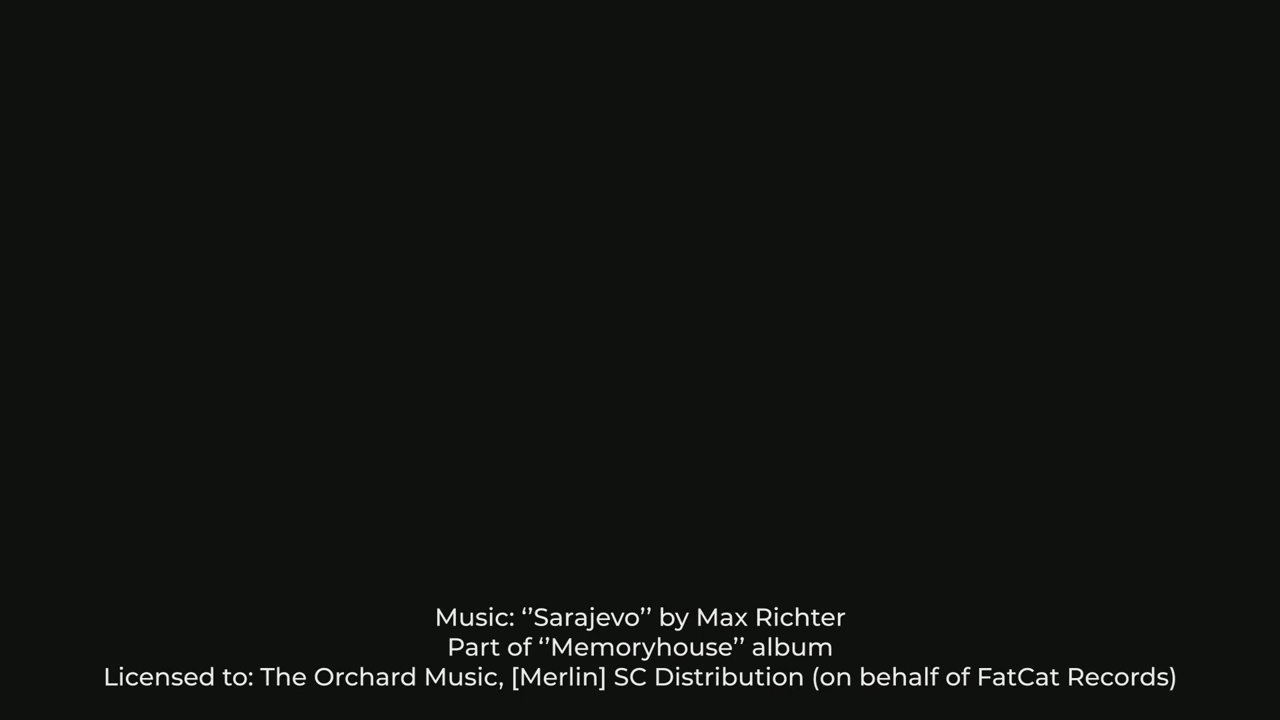 Music: ‘’Sarajevo’’ by Max Richter
Part of ‘’Memoryhouse’’ album
Licensed to: The Orchard Music, [Merlin] SC Distribution (on behalf of FatCat Records)